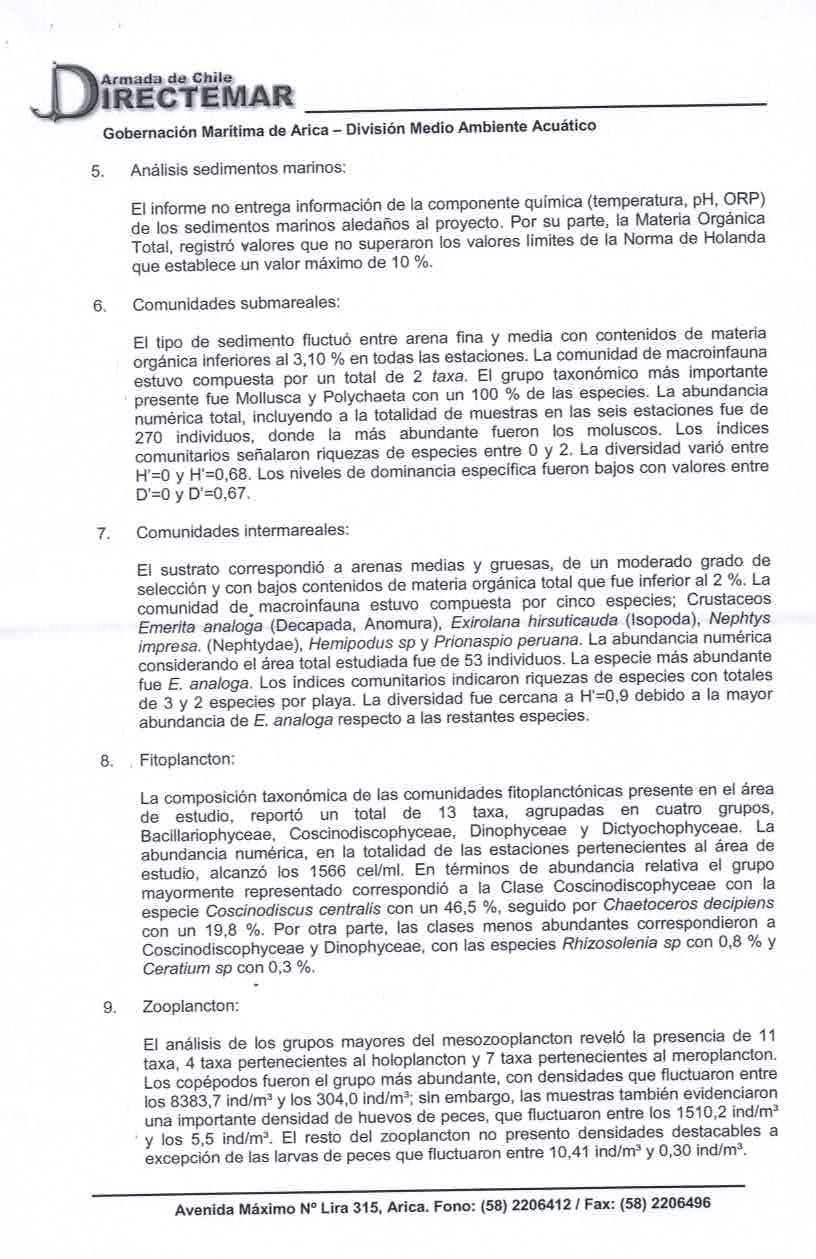 Armada de Chile
DIRECTEMAR
Gobernación Marítima de Arica – División Medio Ambiente Acuático
5. Análisis sedimentos marinos:
El informe no entrega información de la componente química (temperatura, pH, ORP)
de los sedimentos marinos aledaños al proyecto. Por su parte, la Materia Orgánica
Total, registró valores que no superaron los valores límites de la Norma de Holanda
que establece un valor máximo de 10 %.
6. Comunidades submareales:
El tipo de sedimento fluctuó entre arena fina y media con contenidos de materia
orgánica inferiores al 3,10 % en todas las estaciones. La comunidad de macroinfauna
estuvo compuesta por un total de 2 taxa. El grupo taxonómico más importante
presente fue Mollusca y Polychaeta con un 100 % de las especies. La abundancia
numérica total, incluyendo a la totalidad de muestras en las seis estaciones fue de
270 individuos, donde la más abundante fueron los moluscos. Los índices
comunitarios señalaron riquezas de especies entre 0 y 2. La diversidad varió entre
H'=0 y H'=0,68. Los niveles de dominancia específica fueron bajos con valores entre
D'=0 y D'=0,67.
7. Comunidades intermareales:
El sustrato correspondió a arenas medias y gruesas, de un moderado grado de
selección y con bajos contenidos de materia orgánica total que fue inferior al 2 %. La
comunidad de macroinfauna estuvo compuesta por cinco especies; Crustaceos
Emerita analoga (Decapada, Anomura), Exirolana hirsuticauda (Isopoda), Nephtys
impresa. (Nephtydae), Hemipodus sp y Prionaspio peruana. La abundancia numérica
considerando el área total estudiada fue de 53 individuos. La especie más abundante
fue E. analoga. Los índices comunitarios indicaron riquezas de especies con totales
de 3 y 2 especies por playa. La diversidad fue cercana a H'=0,9 debido a la mayor
abundancia de E. analoga respecto a las restantes especies.
8. Fitoplancton:
La composición taxonómica de las comunidades fitoplanctónicas presente en el área
de estudio, reportó un total de 13 taxa, agrupadas en cuatro grupos,
Bacillariophyceae, Coscinodiscophyceae, Dinophyceae y Dictyochophyceae. La
abundancia numérica, en la totalidad de las estaciones pertenecientes al área de
estudio, alcanzó los 1566 cel/ml. En términos de abundancia relativa el grupo
mayormente representado correspondió a la Clase Coscinodiscophyceae con la
especie Coscinodiscus centralis con un 46,5 %, seguido por Chaetoceros decipiens
con un 19,8 %. Por otra parte, las clases menos abundantes correspondieron a
Coscinodiscophyceae y Dinophyceae, con las especies Rhizosolenia sp con 0,8 % y
Ceratium sp con 0,3 %.
9. Zooplancton:
El análisis de los grupos mayores del mesozooplancton reveló la presencia de 11
taxa, 4 taxa pertenecientes al holoplancton y 7 taxa pertenecientes al meroplancton.
Los copépodos fueron el grupo más abundante, con densidades que fluctuaron entre
los 8383,7 ind/m³ y los 304,0 ind/m³; sin embargo, las muestras también evidenciaron
una importante densidad de huevos de peces, que fluctuaron entre los 1510,2 ind/m³
y los 5,5 ind/m³. El resto del zooplancton no presento densidades destacables a
excepción de las larvas de peces que fluctuaron entre 10,41 ind/m³ y 0,30 ind/m³.
Avenida Máximo Nº Lira 315, Arica. Fono: (58) 2206412 / Fax: (58) 2206496